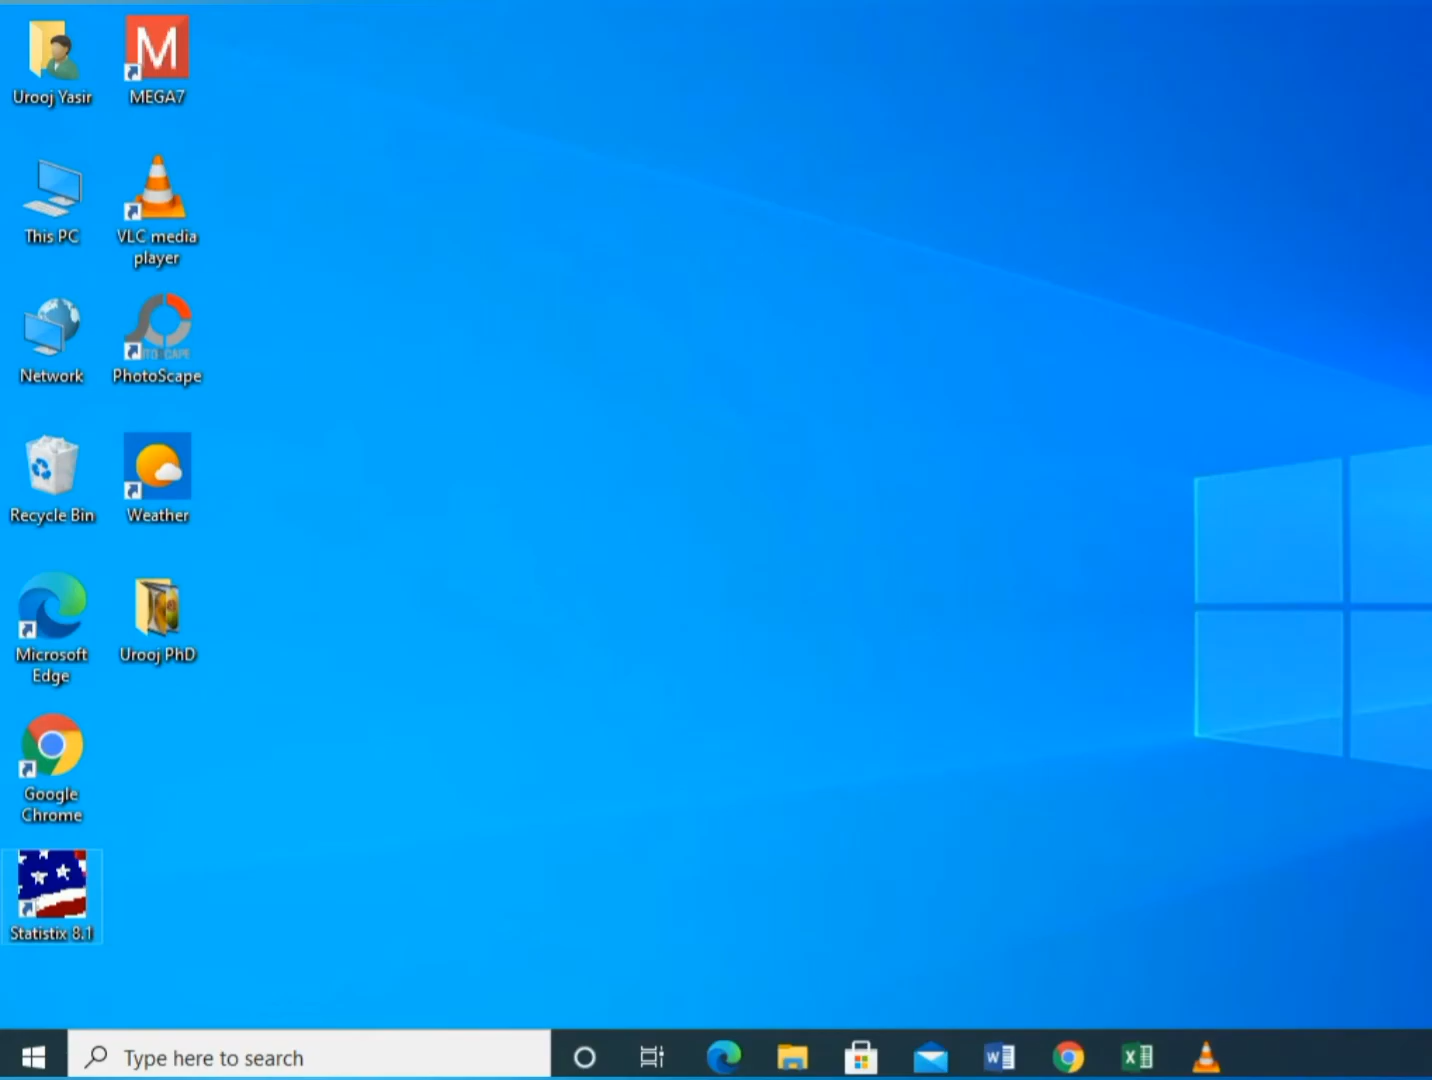 Urooj Yasir
MEGA7
This PC
VLC media
player
Network
PhotoScape
Recycle Bin
Weather
Microsoft
Edge
Urooj PhD
Google
Chrome
Statistix 8.1
Type here to search